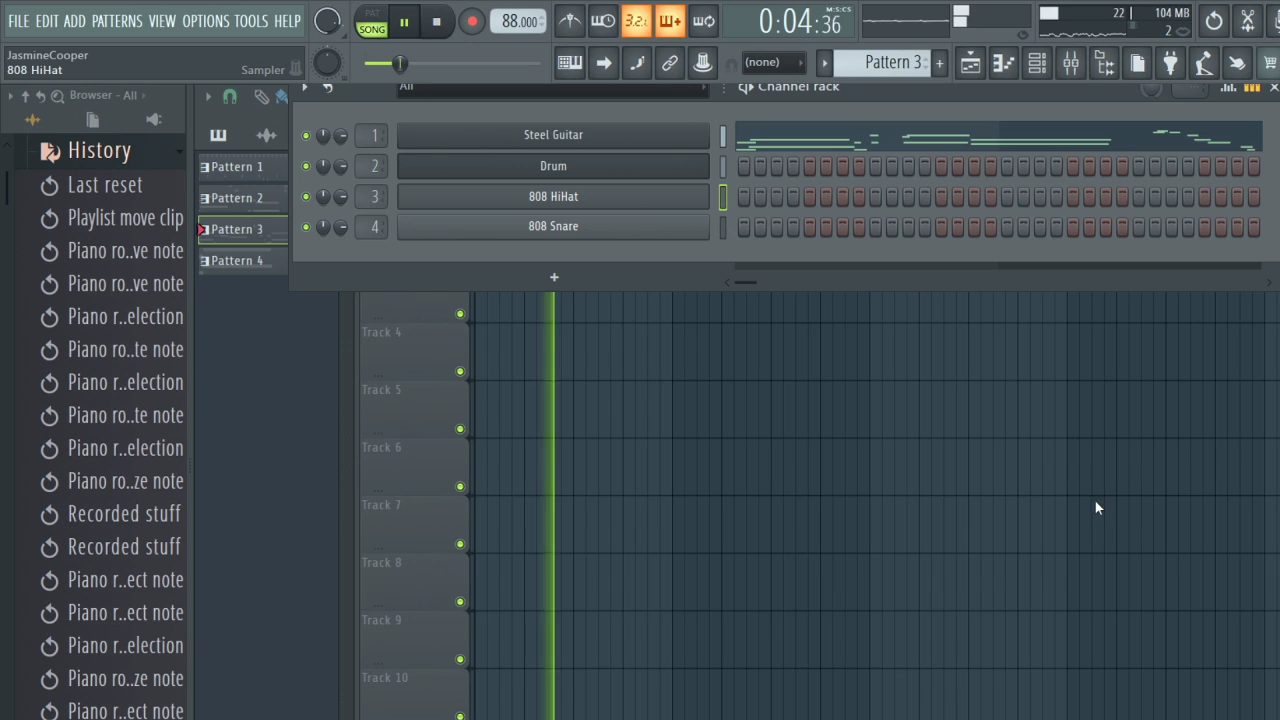 FILE EDIT ADD PATTERNS VIEW OPTIONS TOOLS HELP
PAT
SONG
88.000
3.2.1
0:04:36
M:S:CS
22
104 MB
2
JasmineCooper
808 HiHat
Sampler
(none)
Pattern 3
Browser - All
All
Channel rack
History
Last reset
Playlist move clip
Piano ro..ve note
Piano ro..ve note
Piano r..election
Piano ro..te note
Piano r..election
Piano ro..te note
Piano r..election
Piano ro..ze note
Recorded stuff
Recorded stuff
Piano r..ect note
Piano r..ect note
Piano r..election
Piano ro..ze note
Piano r..ect note
Pattern 1
Pattern 2
Pattern 3
Pattern 4
1 Steel Guitar
2 Drum
3 808 HiHat
4 808 Snare
+
Track 4
Track 5
Track 6
Track 7
Track 8
Track 9
Track 10